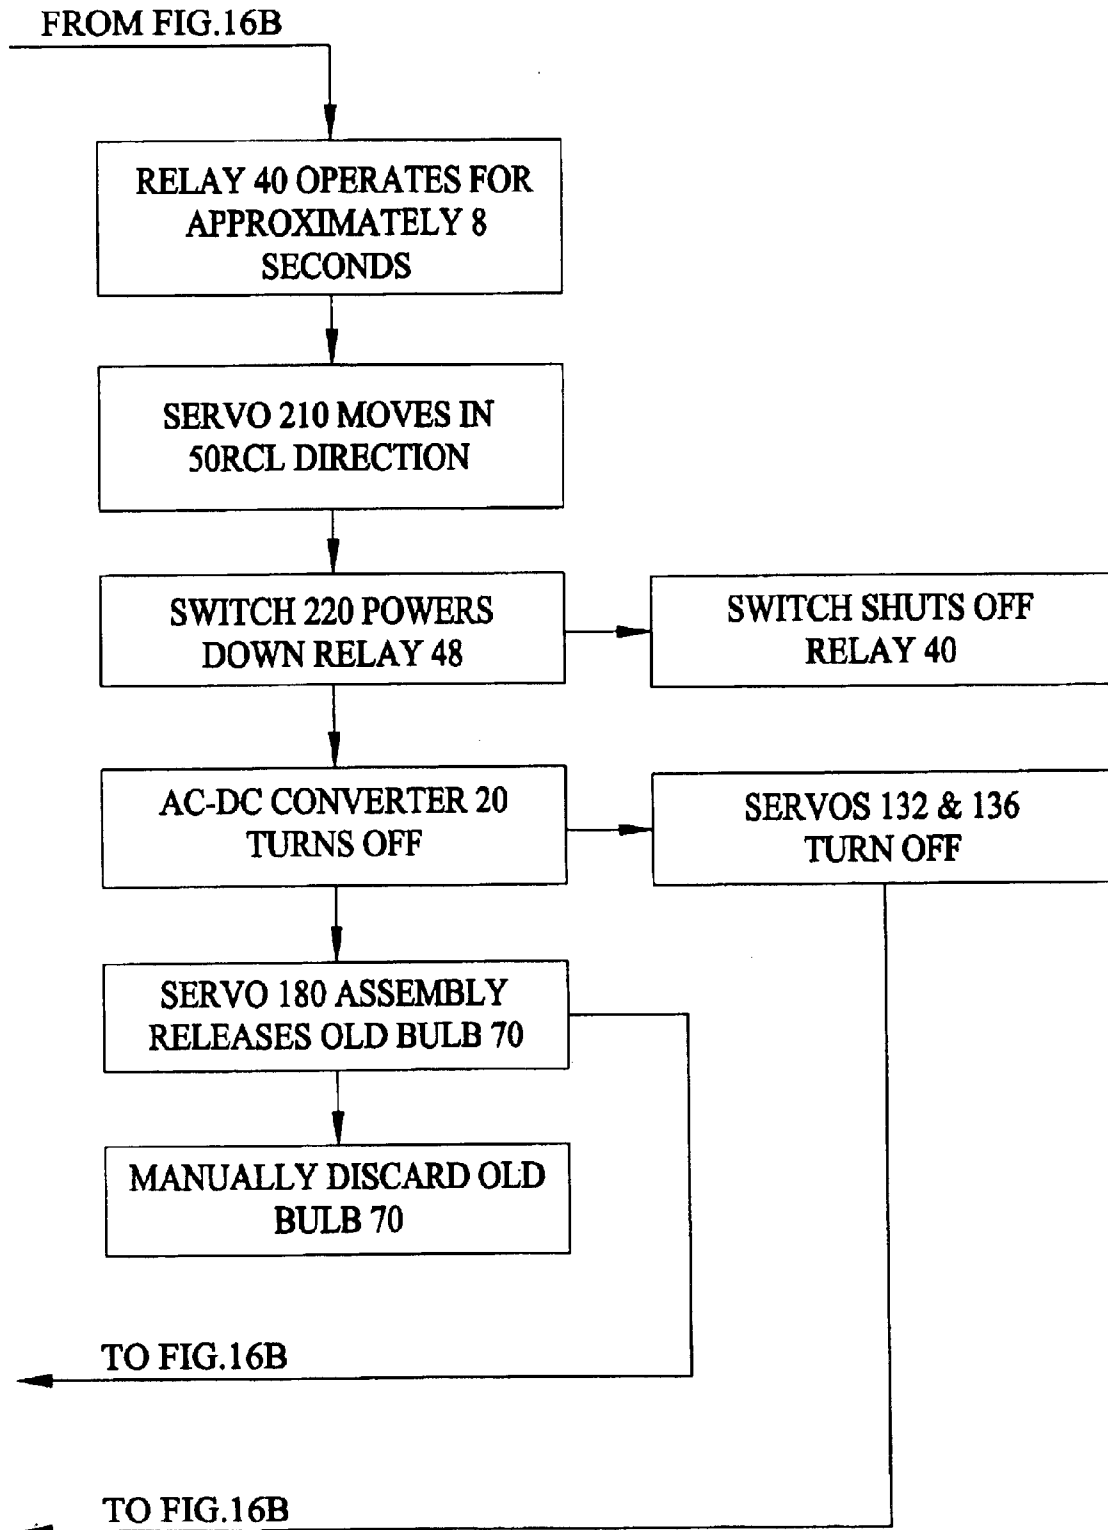 FROM FIG.16B
RELAY 40 OPERATES FOR
APPROXIMATELY 8
SECONDS
SERVO 210 MOVES IN
50RCL DIRECTION
SWITCH 220 POWERS
DOWN RELAY 48
SWITCH SHUTS OFF
RELAY 40
AC-DC CONVERTER 20
TURNS OFF
SERVOS 132 & 136
TURN OFF
SERVO 180 ASSEMBLY
RELEASES OLD BULB 70
MANUALLY DISCARD OLD
BULB 70
TO FIG.16B
TO FIG.16B